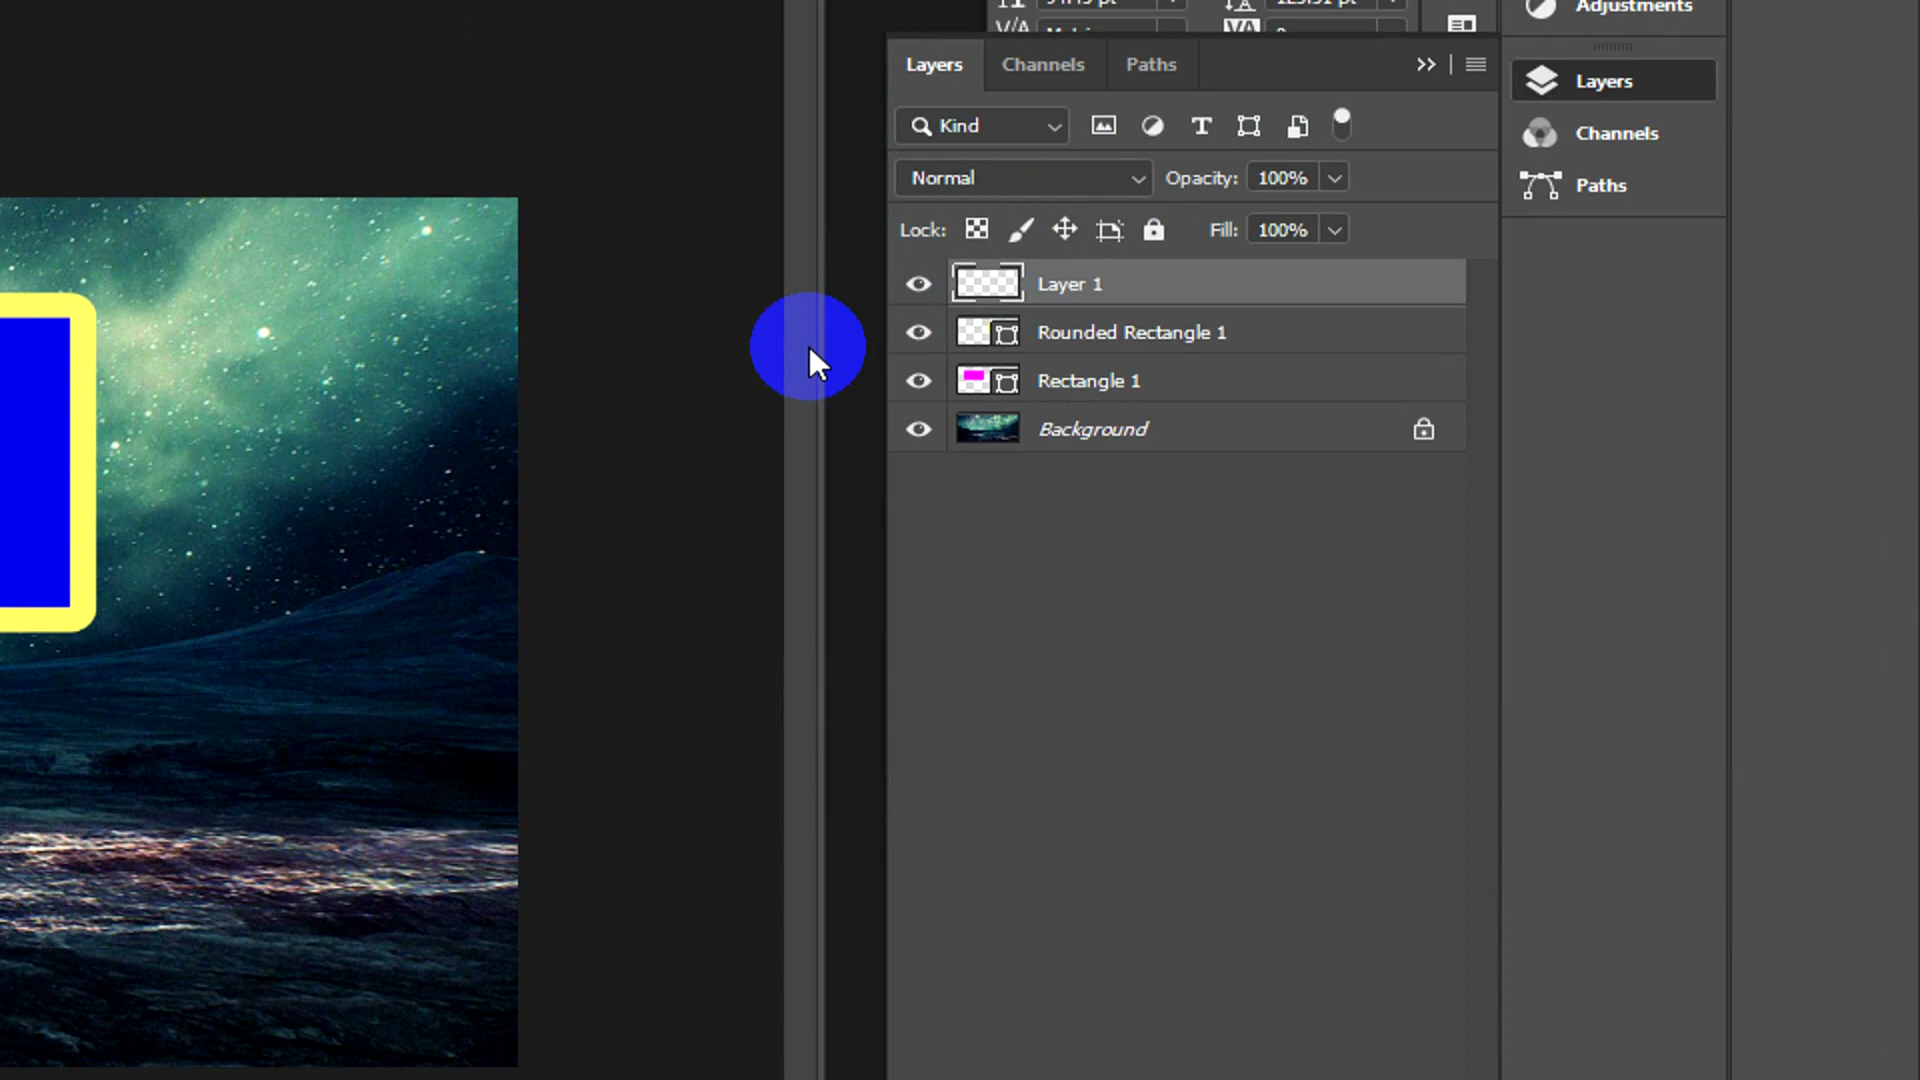 Adjustments
Layers
Channels
Paths
Kind
Normal
Opacity:
100%
Lock:
Fill:
100%
Layer 1
Rounded Rectangle 1
Rectangle 1
Background
Layers
Channels
Paths